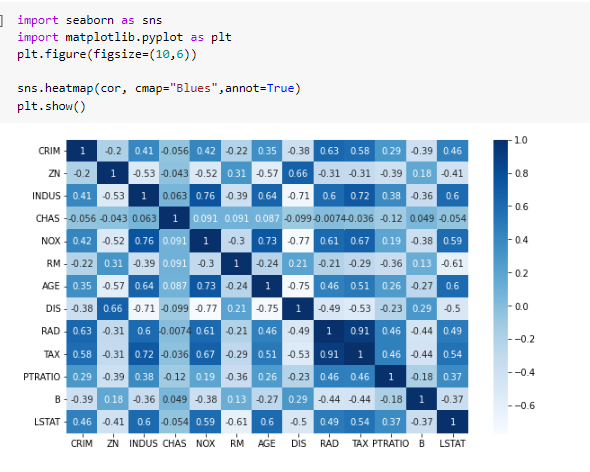 ] import seaborn as sns
import matplotlib.pyplot as plt
plt.figure(figsize=(10,6))
sns.heatmap(cor, cmap="Blues",annot=True)
plt.show()
CRIM 1 -0.2 0.41 -0.056 0.42 -0.22 0.35 -0.38 0.63 0.58 0.29 -0.39 0.46
ZN -0.2 1 -0.53 -0.043 -0.52 0.31 -0.57 0.66 -0.31 -0.31 -0.39 0.18 -0.41
INDUS 0.41 -0.53 1 0.063 0.76 -0.39 0.64 -0.71 0.6 0.72 0.38 -0.36 0.6
CHAS -0.056 -0.043 0.063 1 0.091 0.091 0.087 -0.099 -0.0074 -0.036 -0.12 0.049 -0.054
NOX 0.42 -0.52 0.76 0.091 1 -0.3 0.73 -0.77 0.61 0.67 0.19 -0.38 0.59
RM -0.22 0.31 -0.39 0.091 -0.3 1 -0.24 0.21 -0.21 -0.29 -0.36 0.13 -0.61
AGE 0.35 -0.57 0.64 0.087 0.73 -0.24 1 -0.75 0.46 0.51 0.26 -0.27 0.6
DIS -0.38 0.66 -0.71 -0.099 -0.77 0.21 -0.75 1 -0.49 -0.53 -0.23 0.29 -0.5
RAD 0.63 -0.31 0.6 -0.0074 0.61 -0.21 0.46 -0.49 1 0.91 0.46 -0.44 0.49
TAX 0.58 -0.31 0.72 -0.036 0.67 -0.29 0.51 -0.53 0.91 1 0.46 -0.44 0.54
PTRATIO 0.29 -0.39 0.38 -0.12 0.19 -0.36 0.26 -0.23 0.46 0.46 1 -0.18 0.37
B -0.39 0.18 -0.36 0.049 -0.38 0.13 -0.27 0.29 -0.44 -0.44 -0.18 1 -0.37
LSTAT 0.46 -0.41 0.6 -0.054 0.59 -0.61 0.6 -0.5 0.49 0.54 0.37 -0.37 1
CRIM ZN INDUS CHAS NOX RM AGE DIS RAD TAX PTRATIO B LSTAT
1.0
0.8
0.6
0.4
0.2
0.0
-0.2
-0.4
-0.6